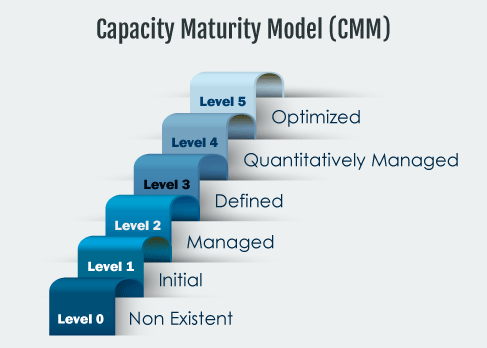 Capacity Maturity Model (CMM)
Level 5
Optimized
Level 4
Quantitatively Managed
Level 3
Defined
Level 2
Managed
Level 1
Initial
Level 0
Non Existent